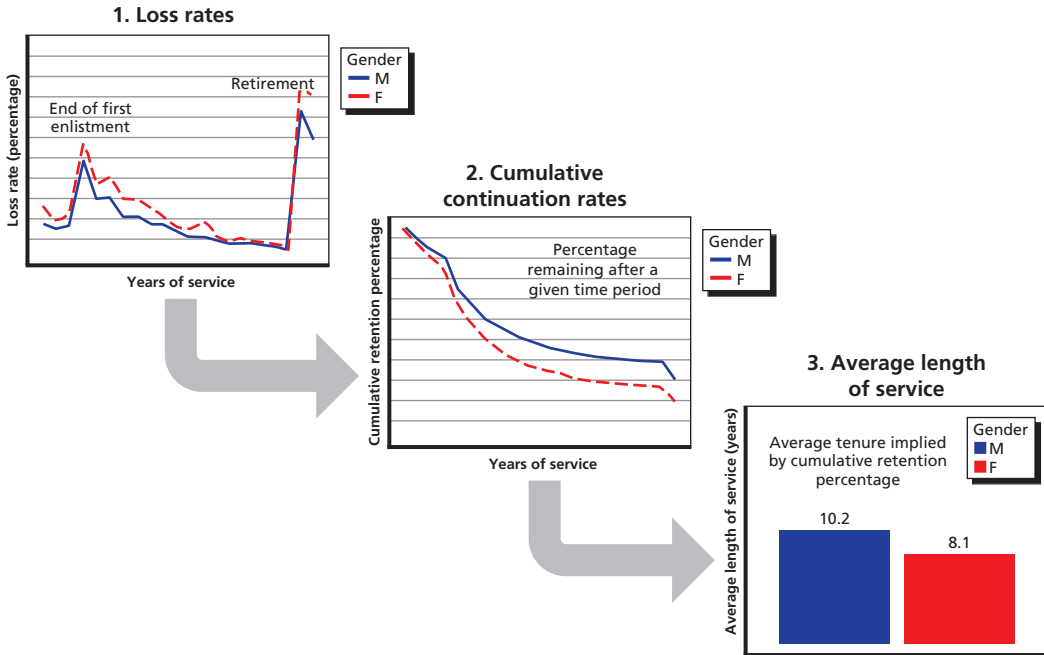 1. Loss rates
Loss rate (percentage)
End of first
enlistment
Retirement
Years of service
Gender
M
F
2. Cumulative
continuation rates
Cumulative retention percentage
Percentage
remaining after a
given time period
Years of service
Gender
M
F
3. Average length
of service
Average length of service (years)
Average tenure implied
by cumulative retention
percentage
Gender
M
F
10.2
8.1